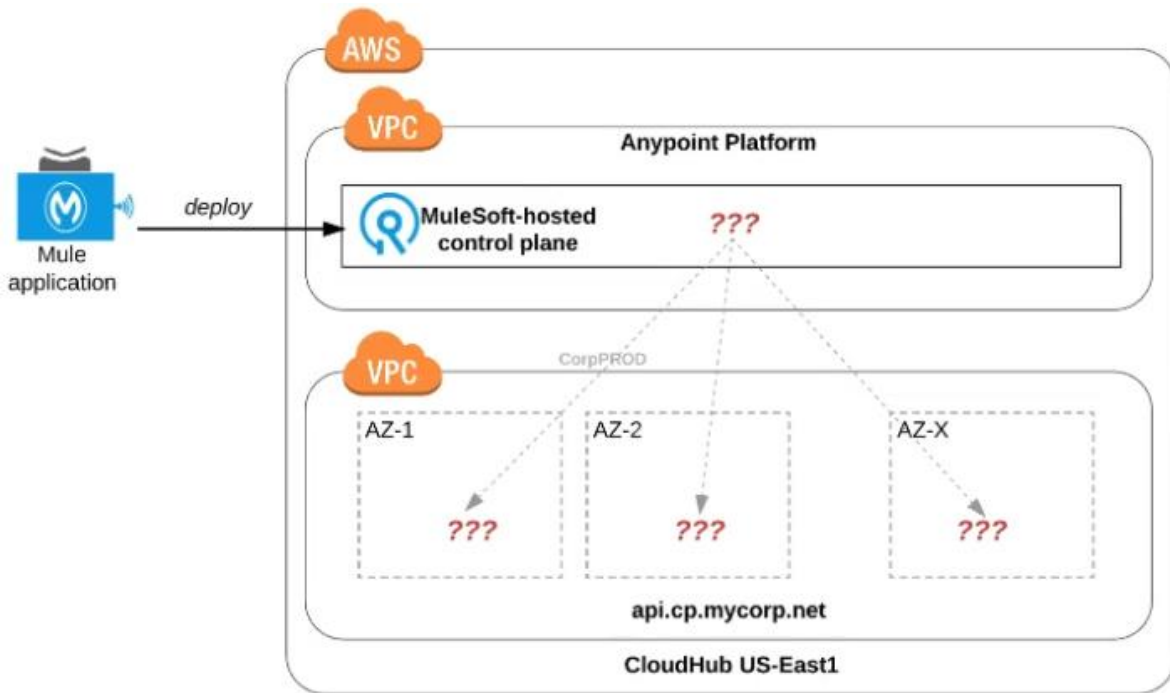 AWS
VPC
Anypoint Platform
deploy
MuleSoft-hosted
control plane
???
Mule
application
CorpPROD
VPC
AZ-1
AZ-2
AZ-X
???
???
???
api.cp.mycorp.net
CloudHub US-East1